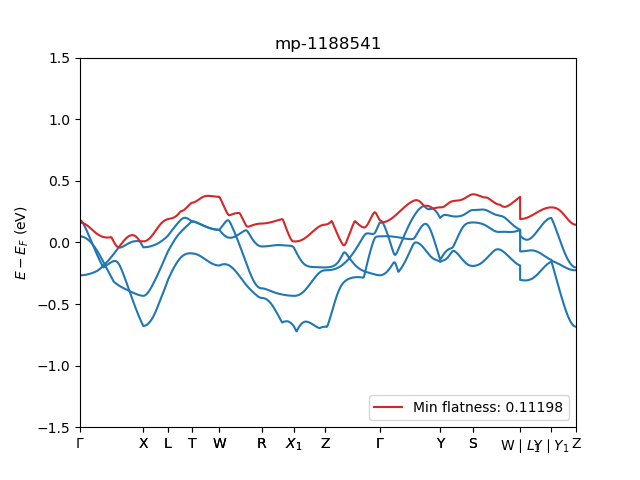 mp-1188541
E − E_F (eV)
1.5
1.0
0.5
0.0
−0.5
−1.0
−1.5
Min flatness: 0.11198
Γ X L T W R X₁ Z Γ Y S W | L₁ Y | Y₁ Z